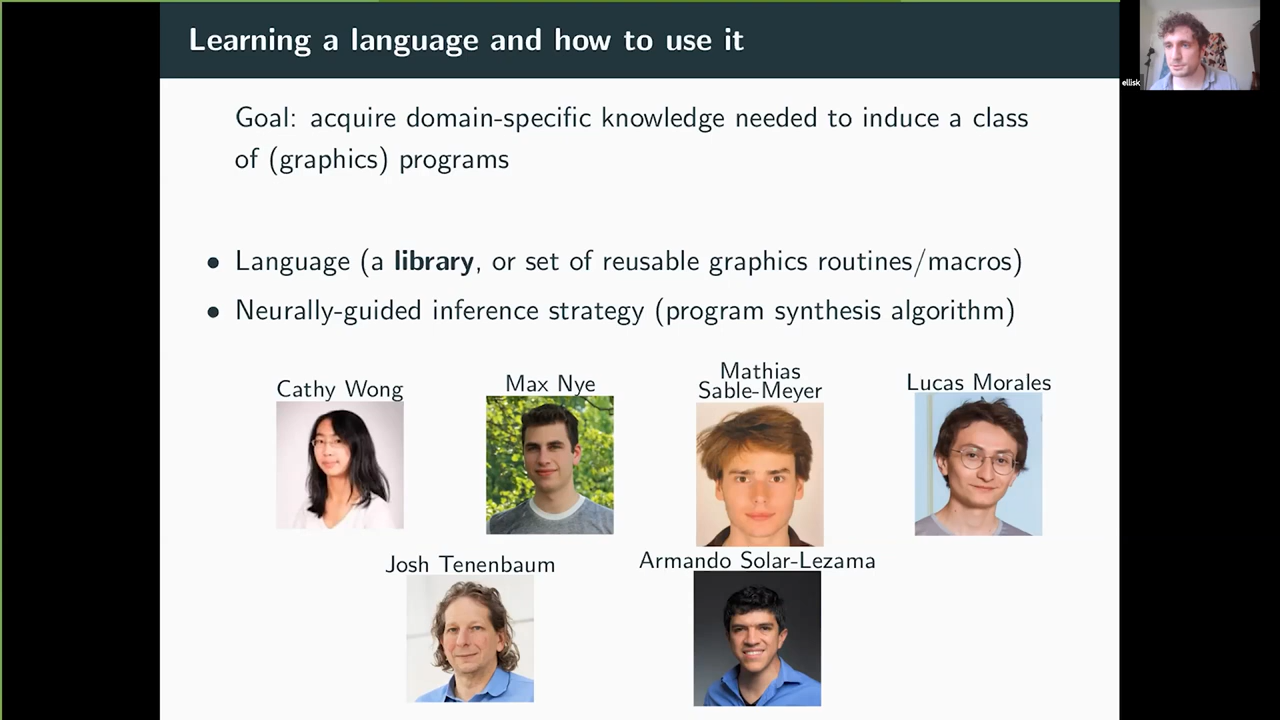 Learning a language and how to use it
ellisk
Goal: acquire domain-specific knowledge needed to induce a class
of (graphics) programs
• Language (a library, or set of reusable graphics routines/macros)
• Neurally-guided inference strategy (program synthesis algorithm)
Cathy Wong
Max Nye
Mathias
Sable-Meyer
Lucas Morales
Josh Tenenbaum
Armando Solar-Lezama